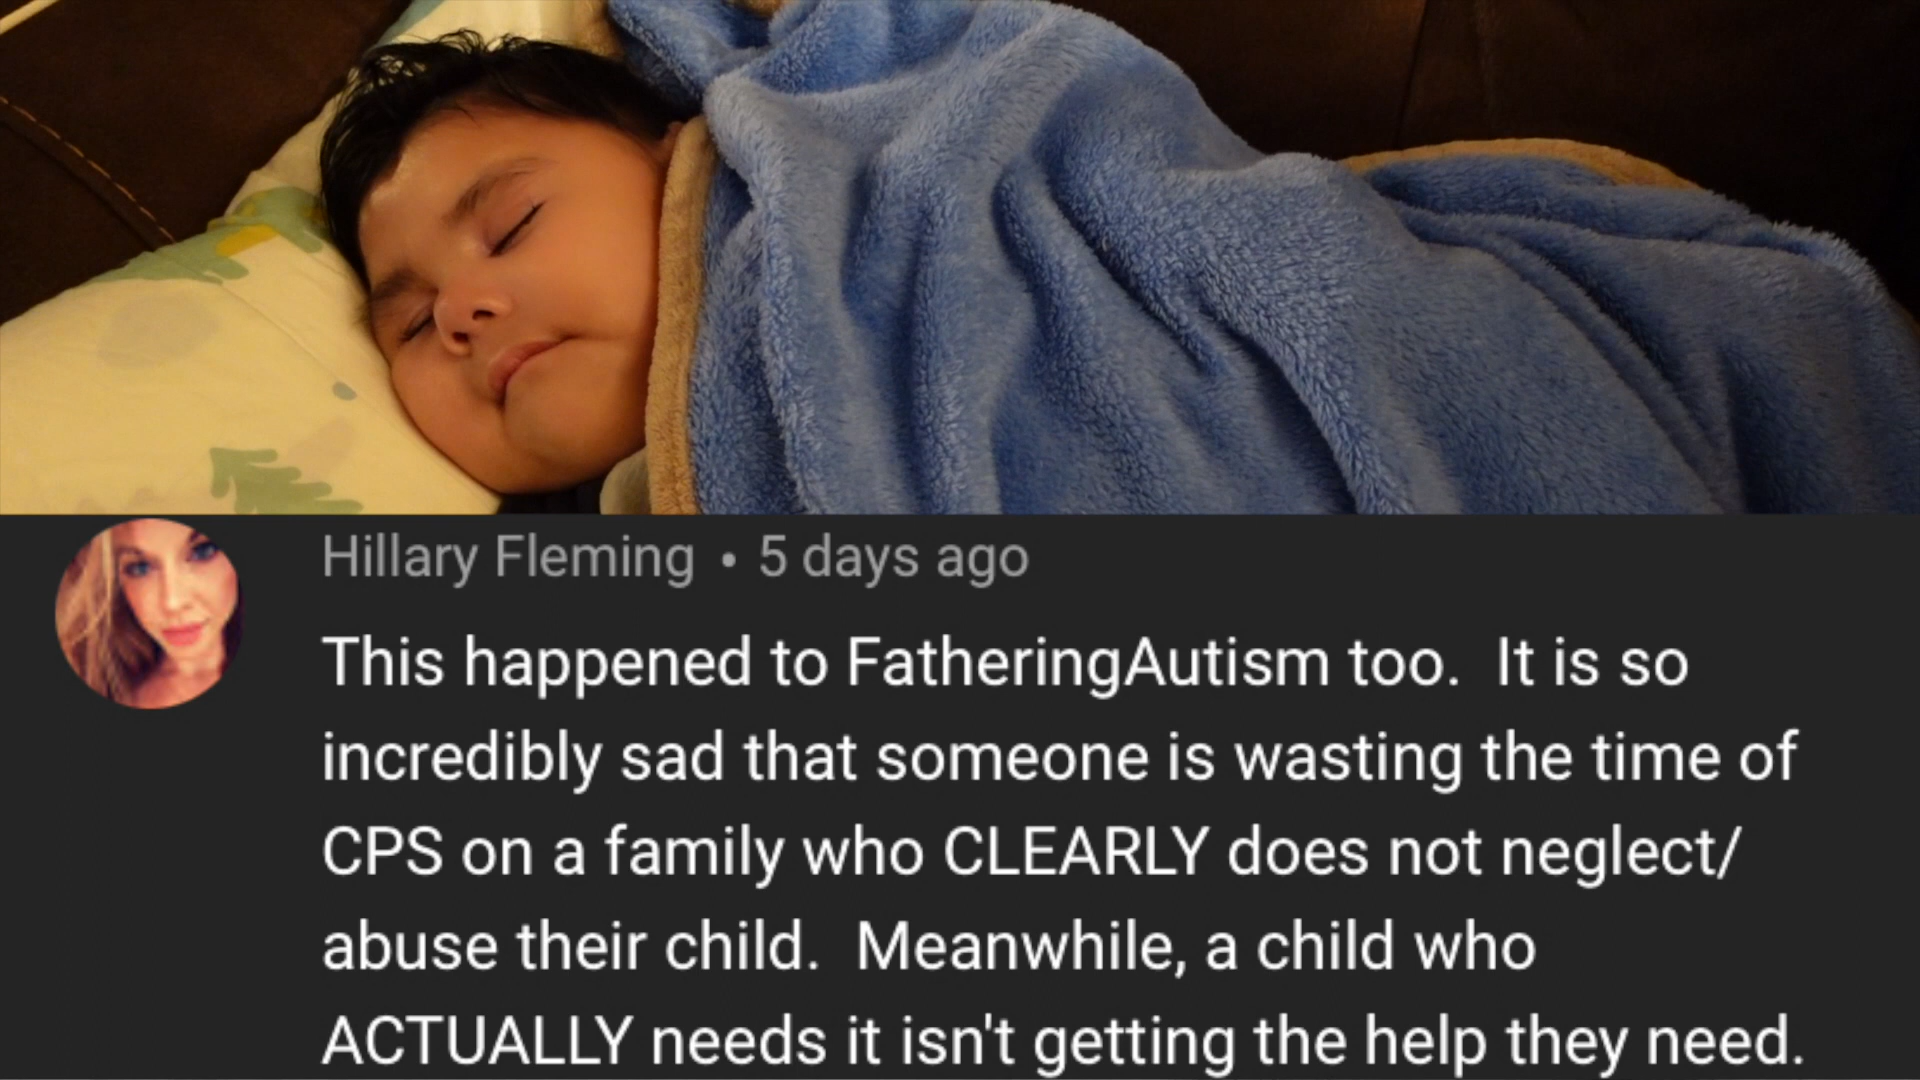 Hillary Fleming • 5 days ago
This happened to FatheringAutism too.  It is so
incredibly sad that someone is wasting the time of
CPS on a family who CLEARLY does not neglect/
abuse their child.  Meanwhile, a child who
ACTUALLY needs it isn't getting the help they need.